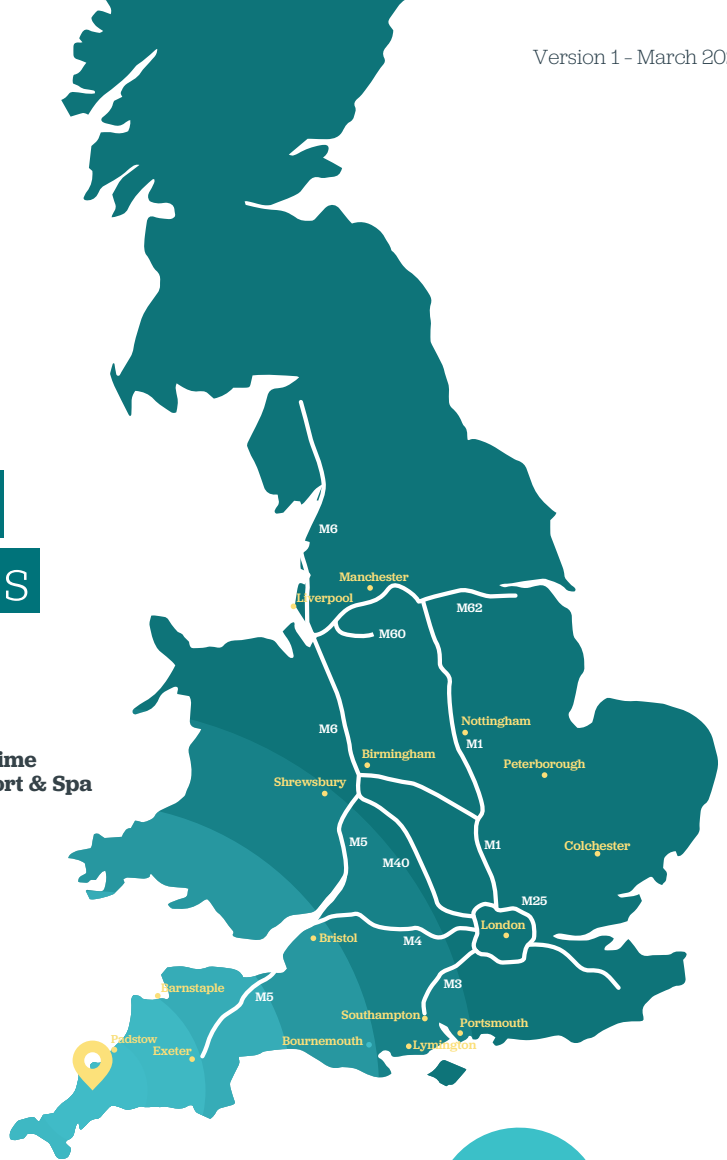 Version 1 - March 20
M6
Manchester
Liverpool
M62
M60
S
Nottingham
M6
M1
ime
Birmingham
Peterborough
ort & Spa
Shrewsbury
M5
M1
Colchester
M40
M25
London
Bristol
M4
M3
Barnstaple
M5
Southampton
Portsmouth
Padstow
Bournemouth
Lymington
Exeter